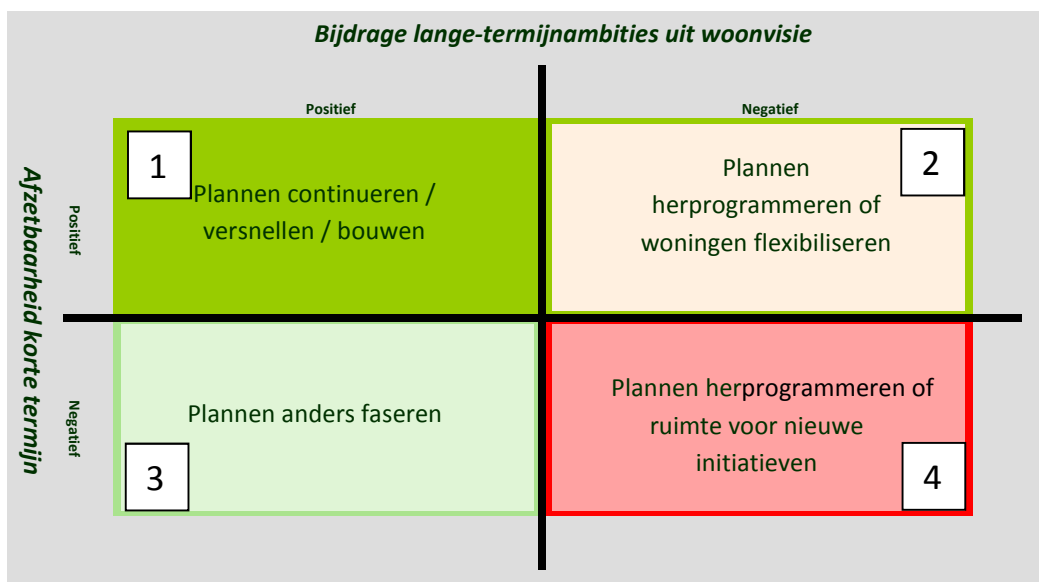 Bijdrage lange-termijnambities uit woonvisie
Positief
Negatief
Afzetbaarheid korte termijn
Positief
Negatief
1
Plannen continueren /
versnellen / bouwen
2
Plannen
herprogrammeren of
woningen flexibiliseren
Plannen anders faseren
3
Plannen herprogrammeren of
ruimte voor nieuwe
initiatieven
4